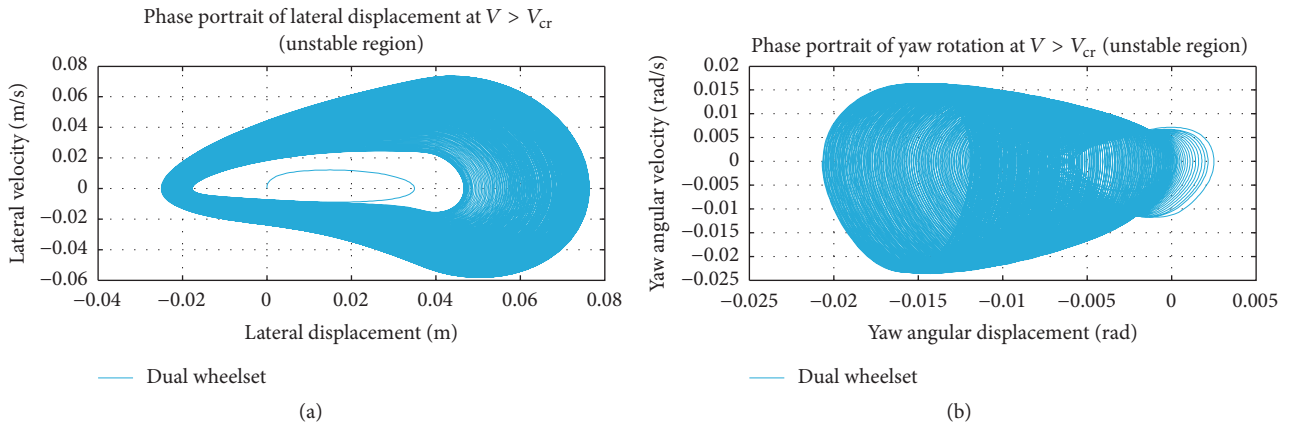 Phase portrait of lateral displacement at V > Vcr
(unstable region)
0.08
0.06
0.04
0.02
0
−0.02
−0.04
−0.06
Lateral velocity (m/s)
−0.04 −0.02 0 0.02 0.04 0.06 0.08
Lateral displacement (m)
Dual wheelset
(a)
Phase portrait of yaw rotation at V > Vcr (unstable region)
0.02
0.015
0.01
0.005
0
−0.005
−0.01
−0.015
−0.02
−0.025
Yaw angular velocity (rad/s)
−0.025 −0.02 −0.015 −0.01 −0.005 0 0.005
Yaw angular displacement (rad)
Dual wheelset
(b)